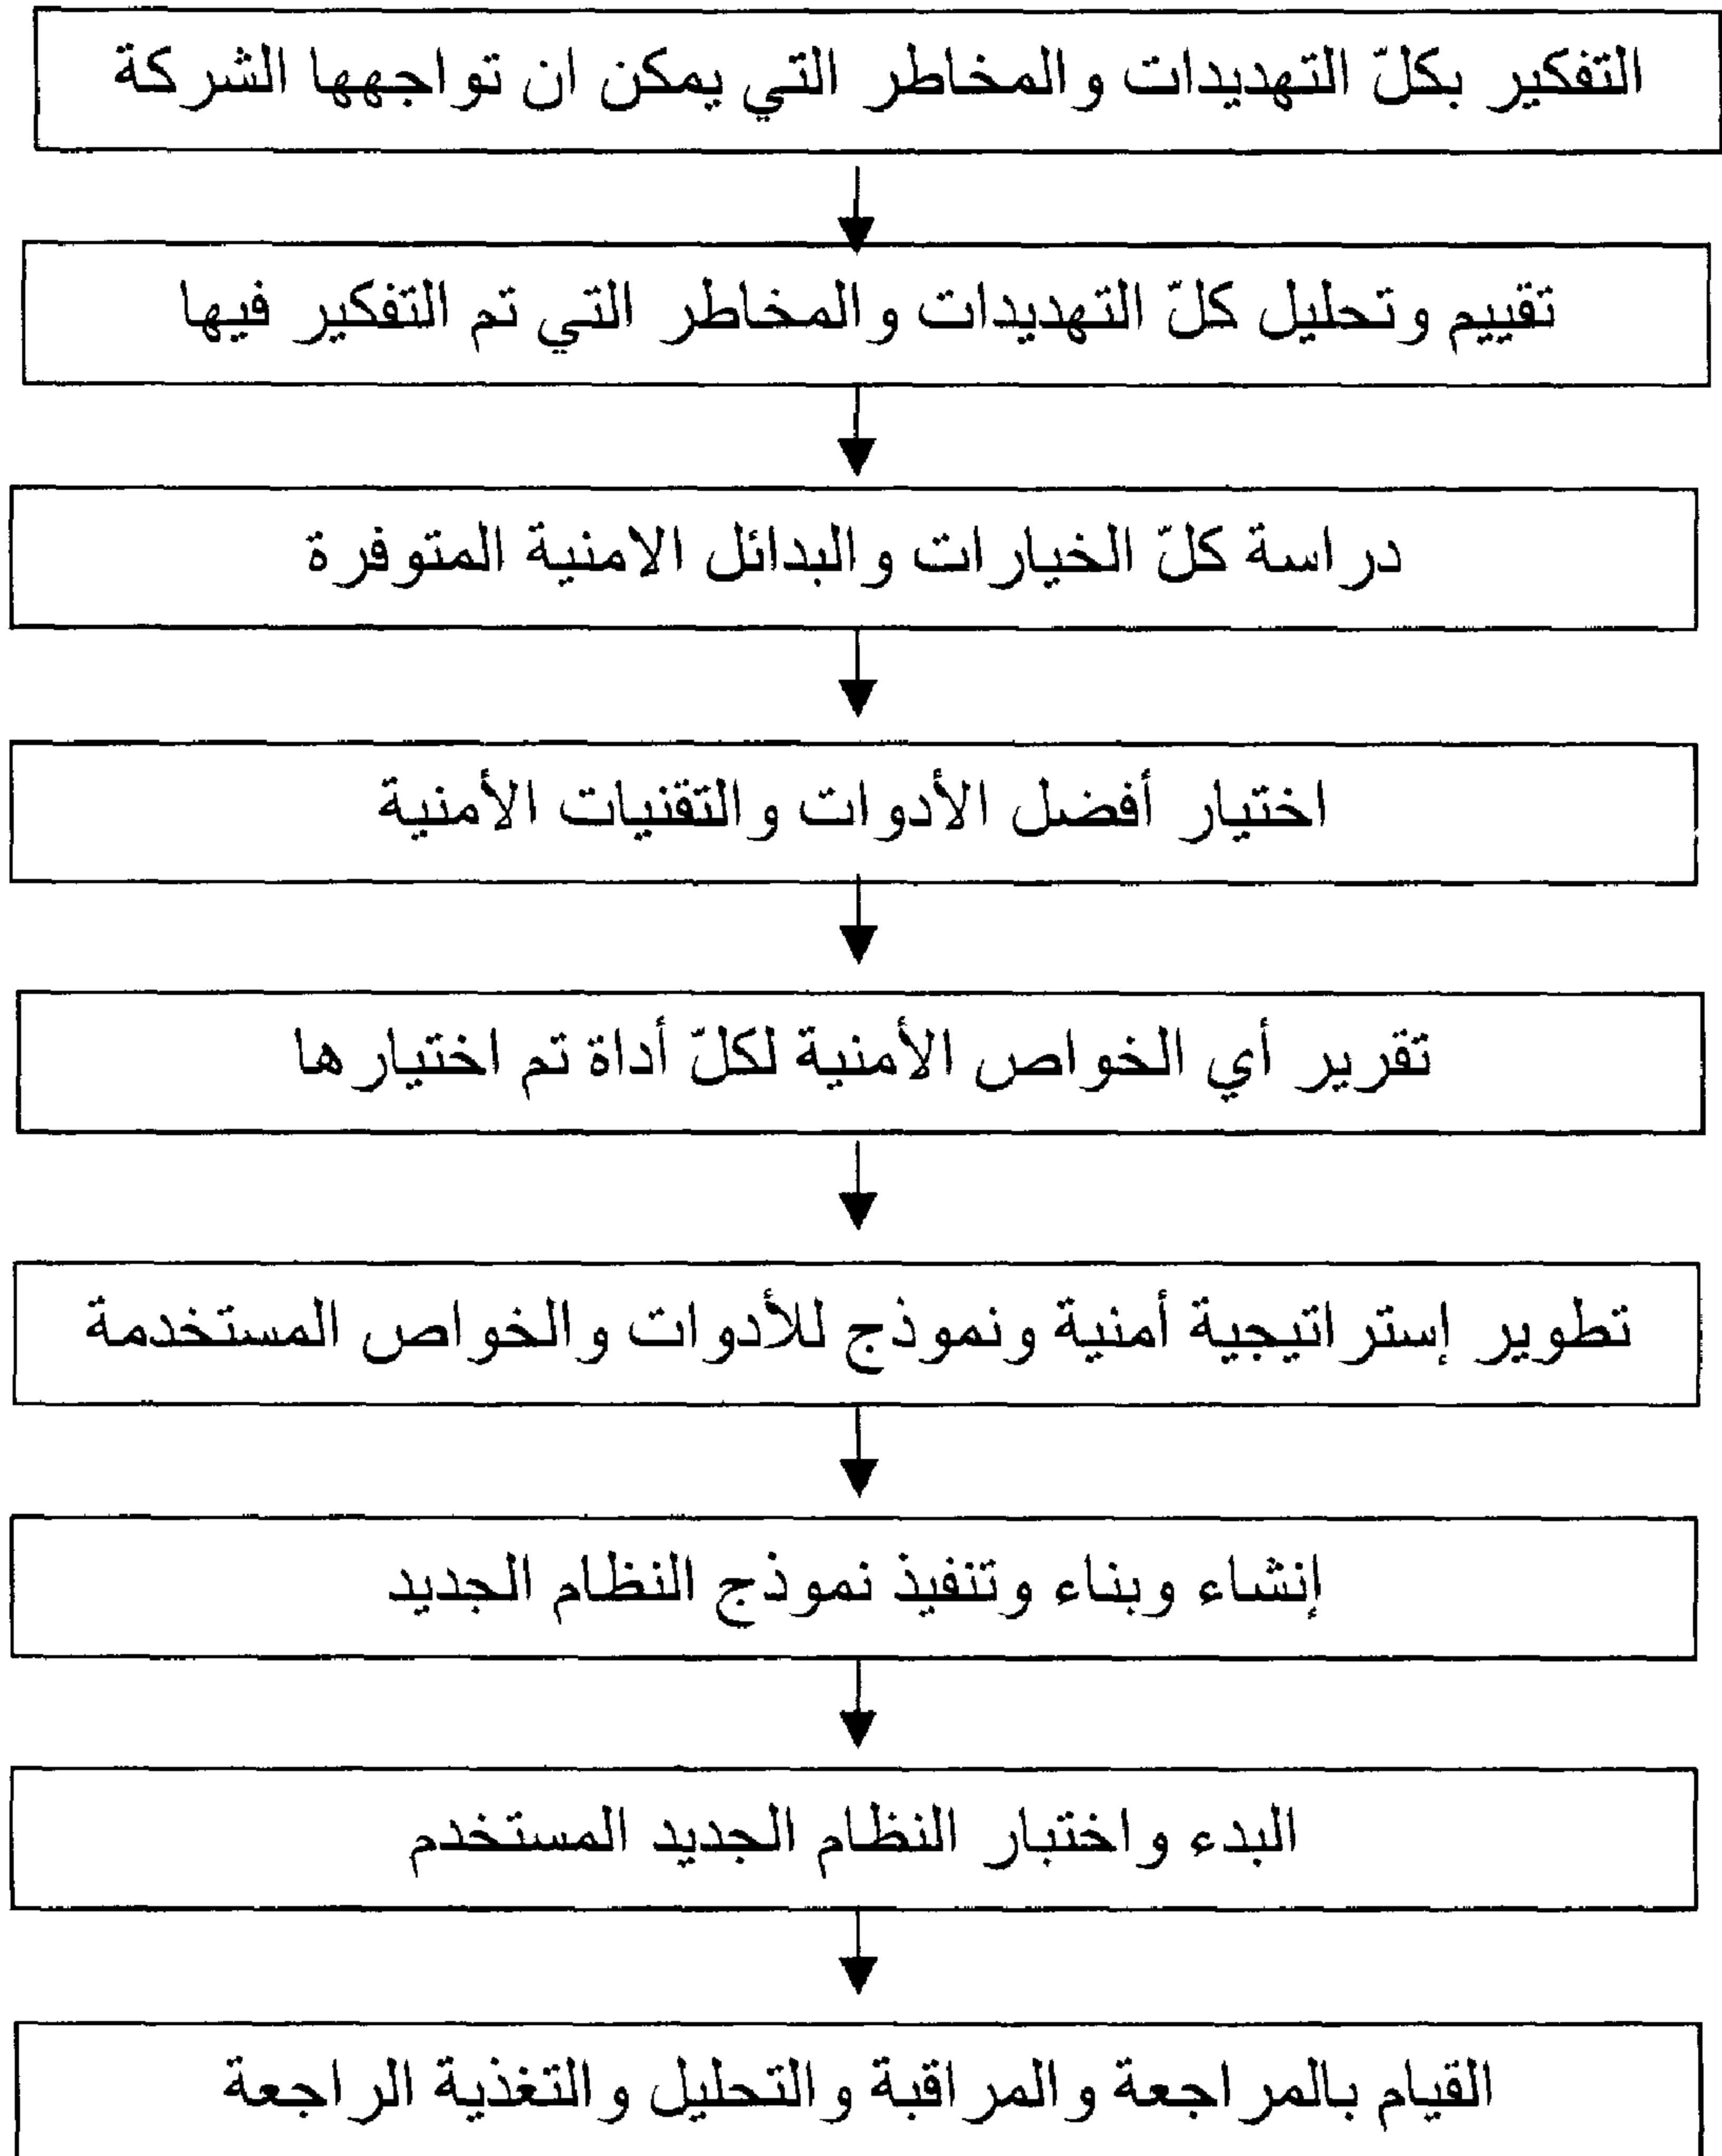 التفكير بكلّ التهديدات والمخاطر التي يمكن ان تواجهها الشركة
تقييم وتحليل كلّ التهديدات والمخاطر التي تم التفكير فيها
دراسة كلّ الخيارات والبدائل الامنية المتوفرة
اختيار أفضل الأدوات والتقنيات الأمنية
تقرير أي الخواص الأمنية لكلّ أداة تم اختيارها
تطوير إستراتيجية أمنية ونموذج للأدوات والخواص المستخدمة
إنشاء وبناء وتنفيذ نموذج النظام الجديد
البدء واختبار النظام الجديد المستخدم
القيام بالمراجعة والمراقبة والتحليل والتغذية الراجعة